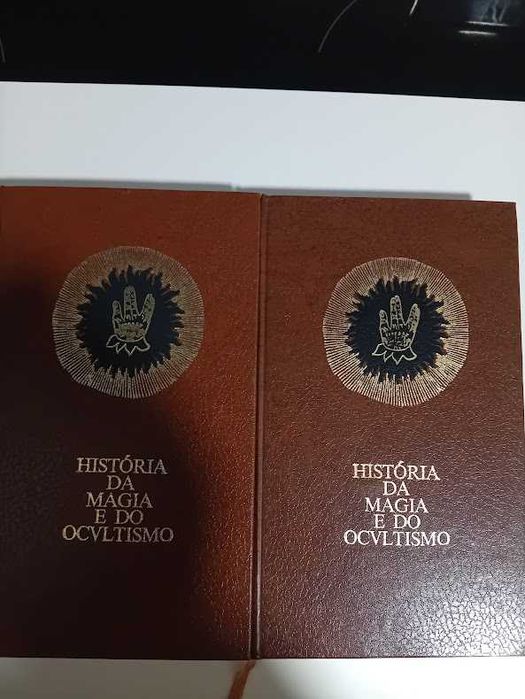 HISTÓRIA
DA
MAGIA
E DO
OCVLTISMO
HISTÓRIA
DA
MAGIA
E DO
OCVLTISMO